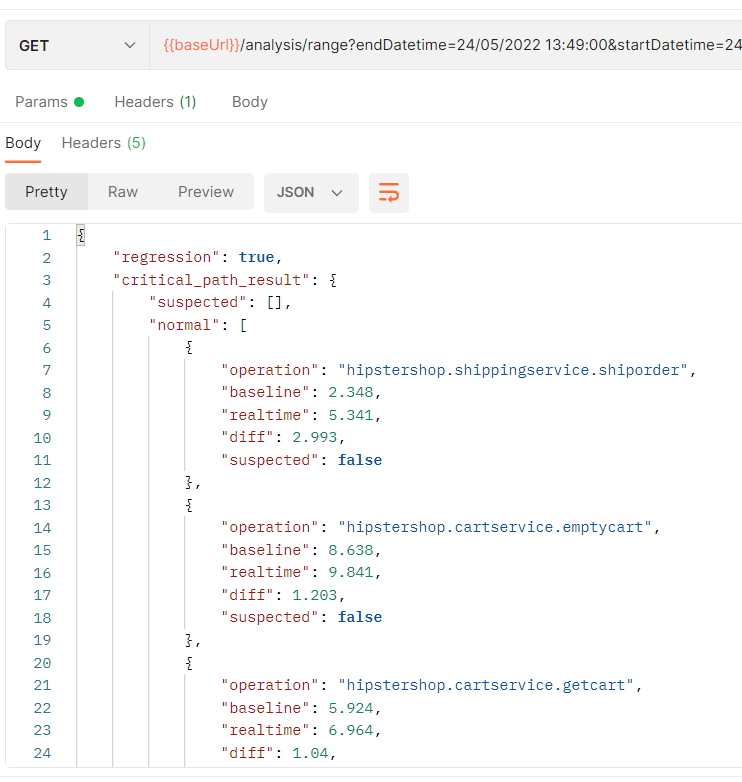 GET {{baseUrl}}/analysis/range?endDatetime=24/05/2022 13:49:00&startDatetime=24
Params Headers (1) Body
Body Headers (5)
Pretty Raw Preview JSON
1 {
2 "regression": true,
3 "critical_path_result": {
4 "suspected": [],
5 "normal": [
6 {
7 "operation": "hipstershop.shippingservice.shiporder",
8 "baseline": 2.348,
9 "realtime": 5.341,
10 "diff": 2.993,
11 "suspected": false
12 },
13 {
14 "operation": "hipstershop.cartservice.emptycart",
15 "baseline": 8.638,
16 "realtime": 9.841,
17 "diff": 1.203,
18 "suspected": false
19 },
20 {
21 "operation": "hipstershop.cartservice.getcart",
22 "baseline": 5.924,
23 "realtime": 6.964,
24 "diff": 1.04,